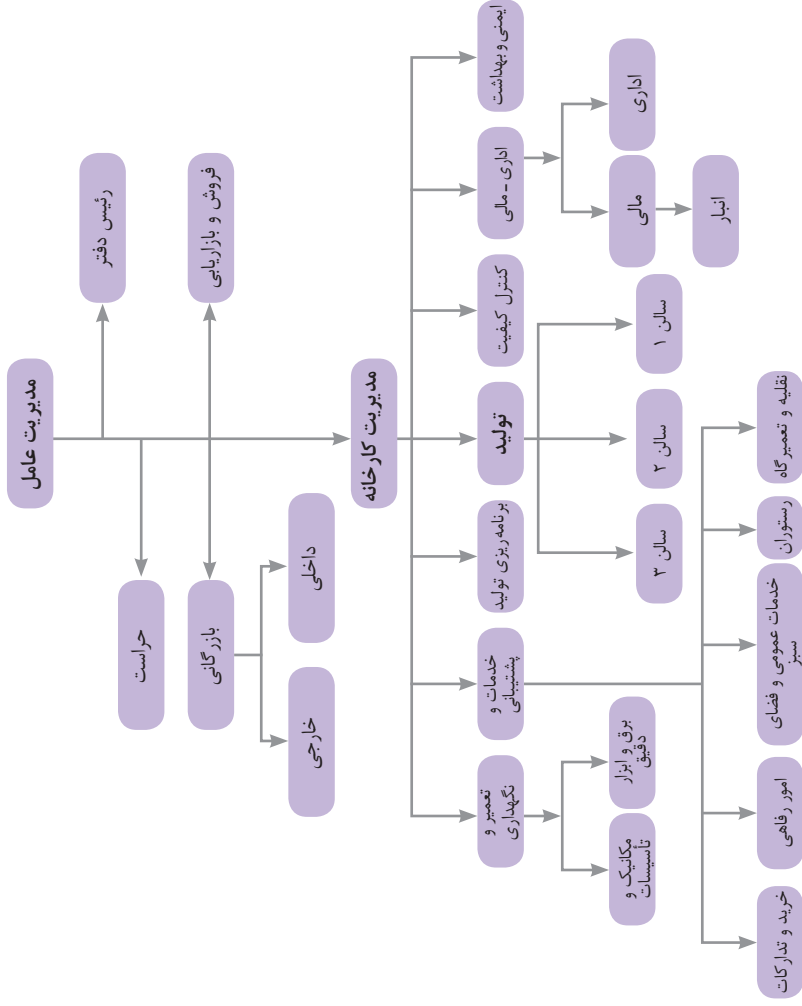 مدیریت عامل
رئیس دفتر
حراست
فروش و بازاریابی
بازرگانی
داخلی
خارجی
مدیریت کارخانه
ایمنی و بهداشت
اداری - مالی
کنترل کیفیت
تولید
برنامه‌ریزی تولید
خدمات و
پشتیبانی
تعمیر و
نگهداری
اداری
مالی
انبار
سالن ۱
سالن ۲
سالن ۳
برق و ابزار
دقیق
مکانیک و
تأسیسات
نقلیه و تعمیرگاه
رستوران
خدمات عمومی و فضای
سبز
امور رفاهی
خرید و تدارکات